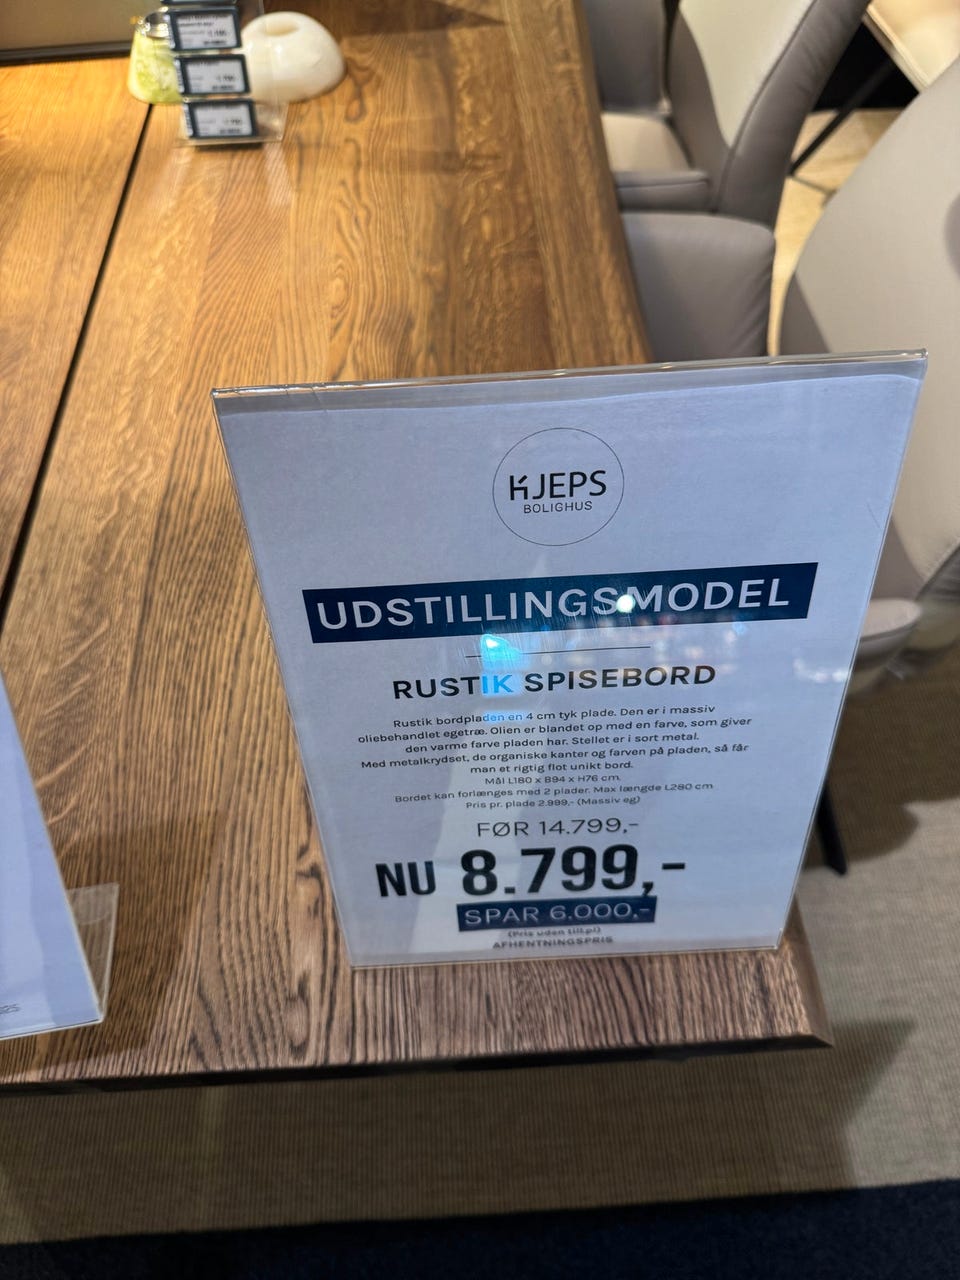 KJEPS
BOLIGHUS
UDSTILLINGSMODEL
RUSTIK SPISEBORD
Rustik bordpladen en 4 cm tyk plade. Den er i massiv
oliebehandlet egetræ. Olien er blandet op med en farve, som giver
den varme farve pladen har. Stellet er i sort metal.
Med metalkrydset, de organiske kanter og farven på pladen, så får
man et rigtig flot unikt bord.
Mål L180 x B94 x H76 cm.
Bordet kan forlænges med 2 plader. Max længde L280 cm
Pris pr. plade 2.999,- (Massiv eg)
FØR 14.799,-
NU 8.799,-
SPAR 6.000,-
(Pris uden till.pl)
AFHENTNINGSPRIS